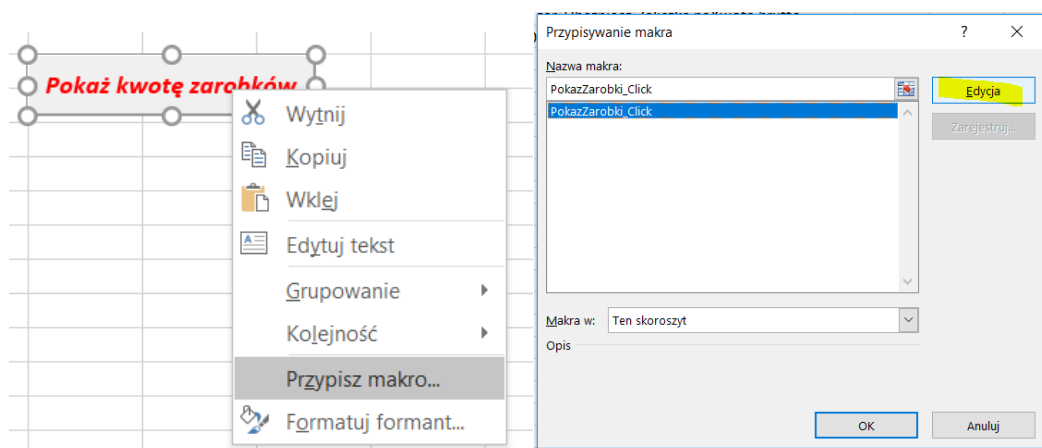 Pokaż kwotę zarobków
Wytnij
Kopiuj
Wklej
Edytuj tekst
Grupowanie
Kolejność
Przypisz makro...
Formatuj formant...
Przypisywanie makra
Nazwa makra:
PokazZarobki_Click
PokazZarobki_Click
Edycja
Zarejestruj...
Makra w:
Ten skoroszyt
Opis
OK
Anuluj